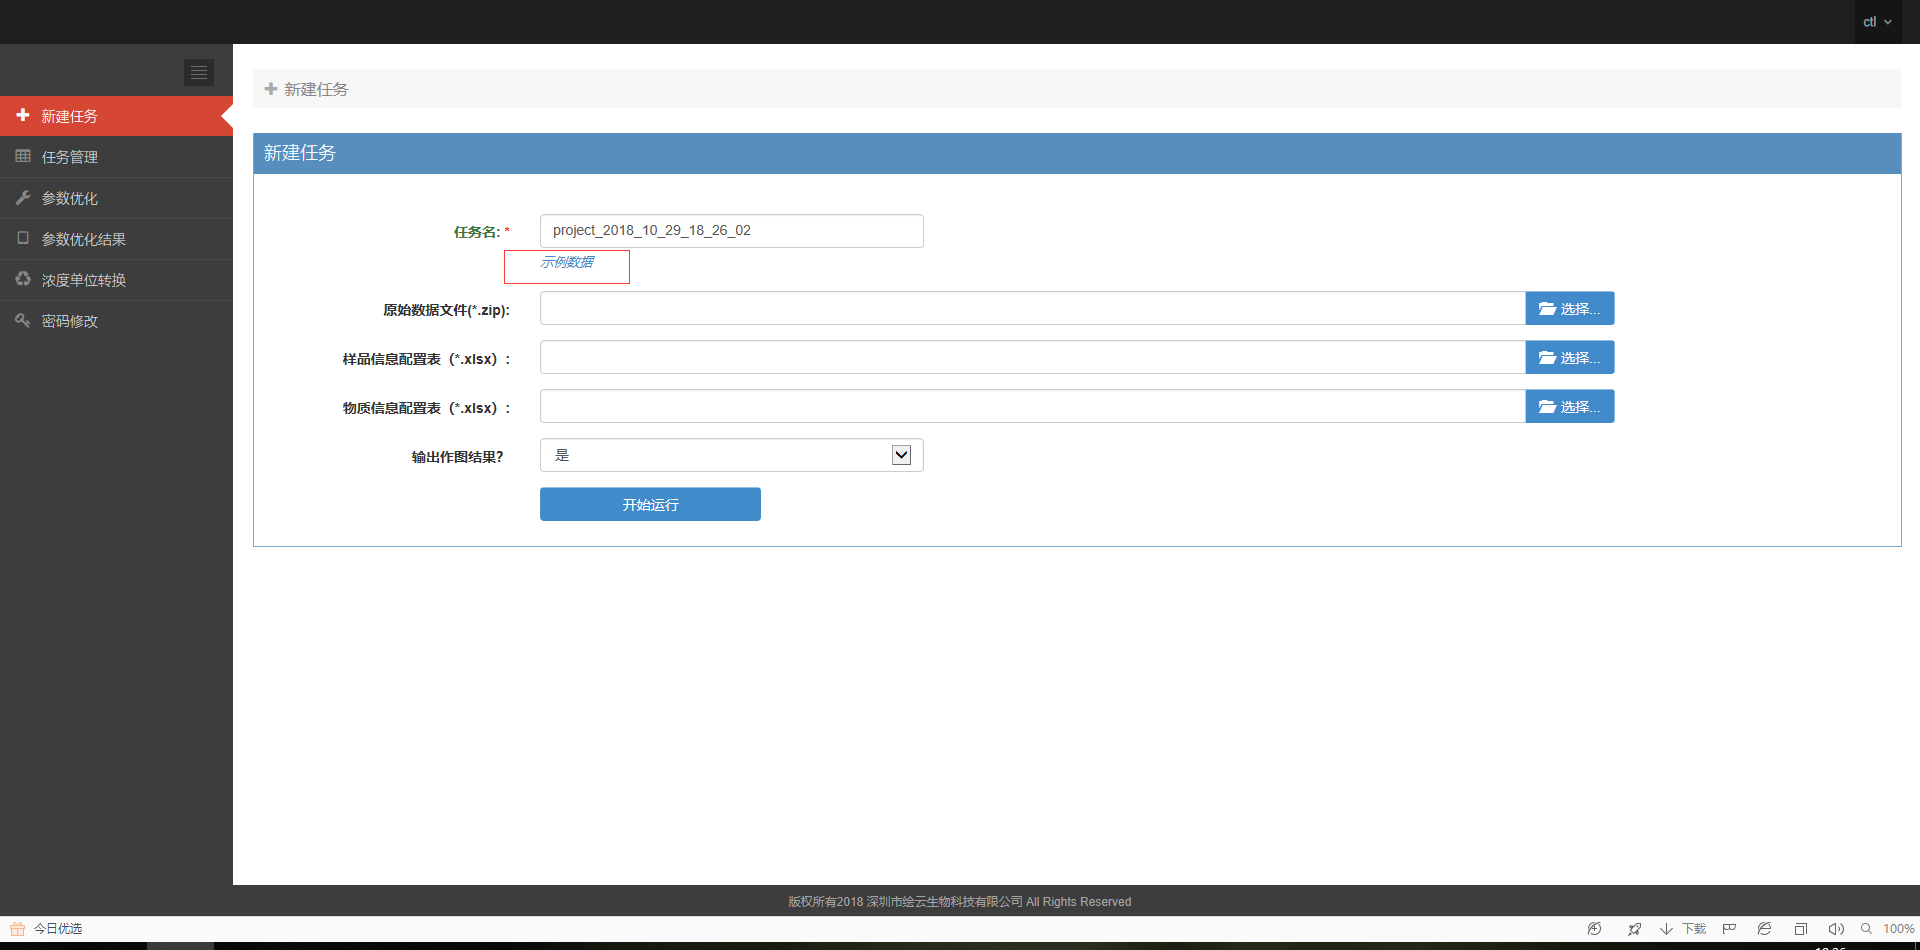 ctl
新建任务
新建任务
任务管理
参数优化
参数优化结果
浓度单位转换
密码修改
新建任务
任务名: *
project_2018_10_29_18_26_02
示例数据
原始数据文件(*.zip):
选择...
样品信息配置表（*.xlsx）:
选择...
物质信息配置表（*.xlsx）:
选择...
输出作图结果?
是
开始运行
版权所有2018 深圳市绘云生物科技有限公司 All Rights Reserved
今日优选
下载
100%